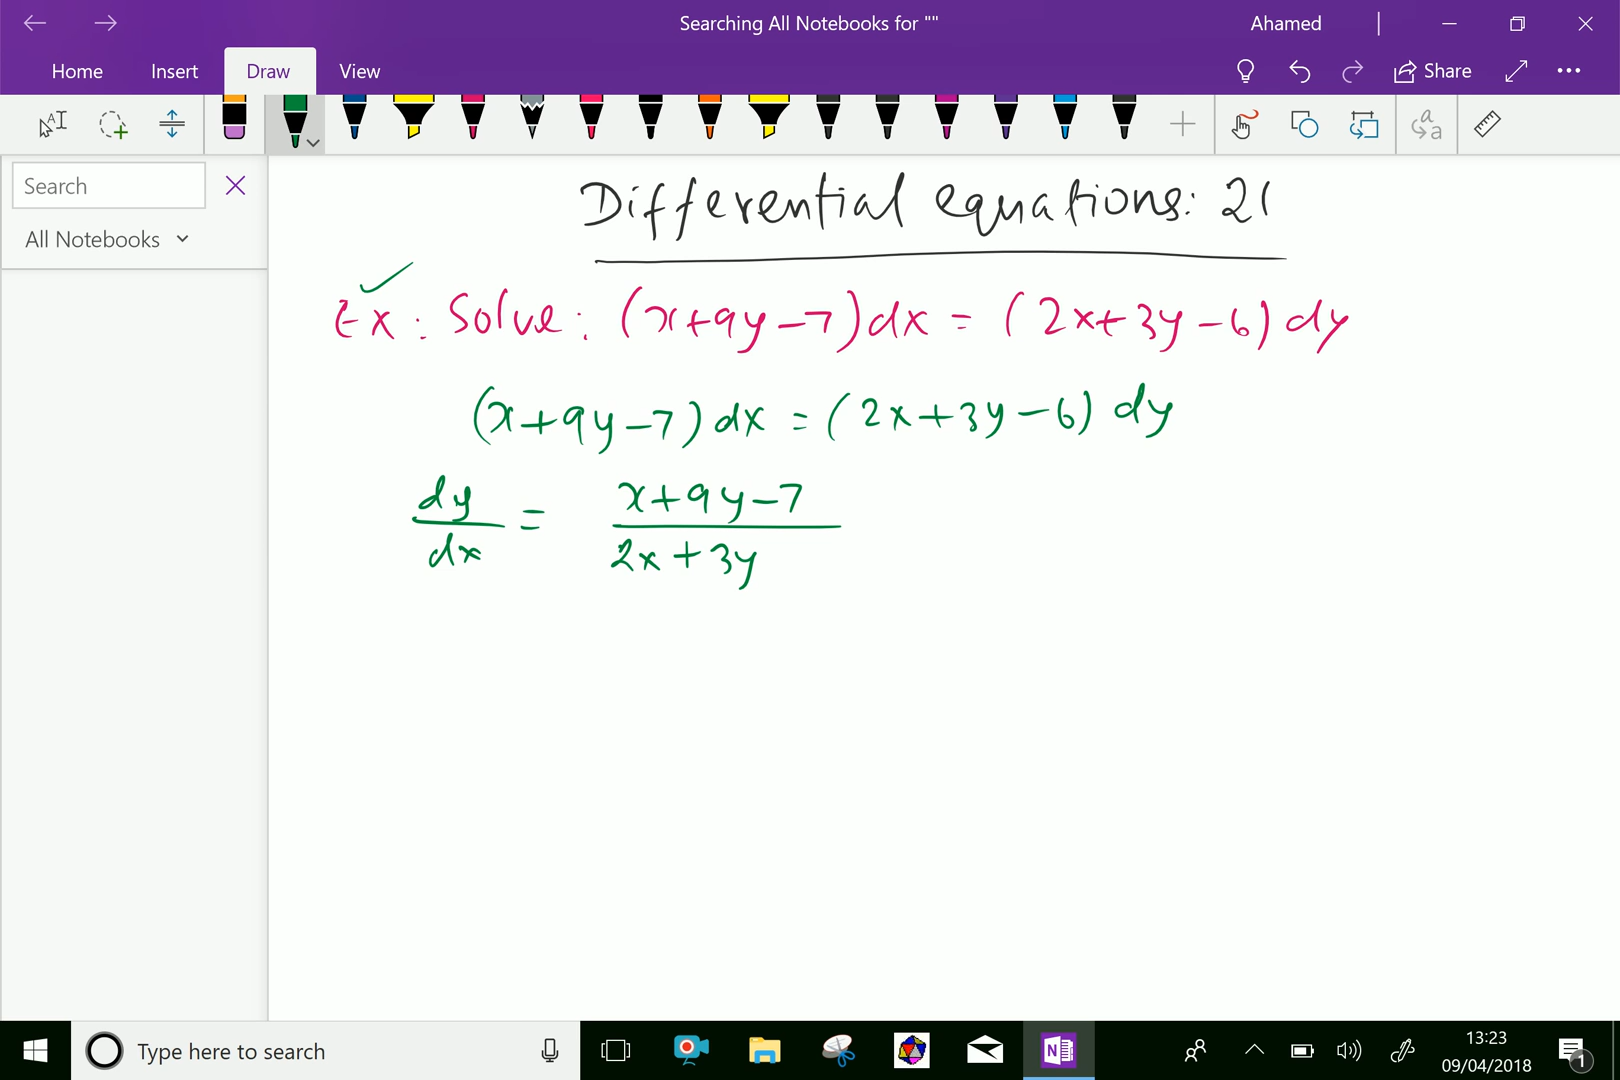 Searching All Notebooks for ""
Ahamed
Home Insert Draw View
Share
Search
All Notebooks
Differential equations: 21
Ex: Solve: (x+9y-7)dx = (2x+3y-6)dy
(x+9y-7)dx = (2x+3y-6) dy
dy/dx = x+9y-7 / 2x+3y
Type here to search
13:23
09/04/2018
1